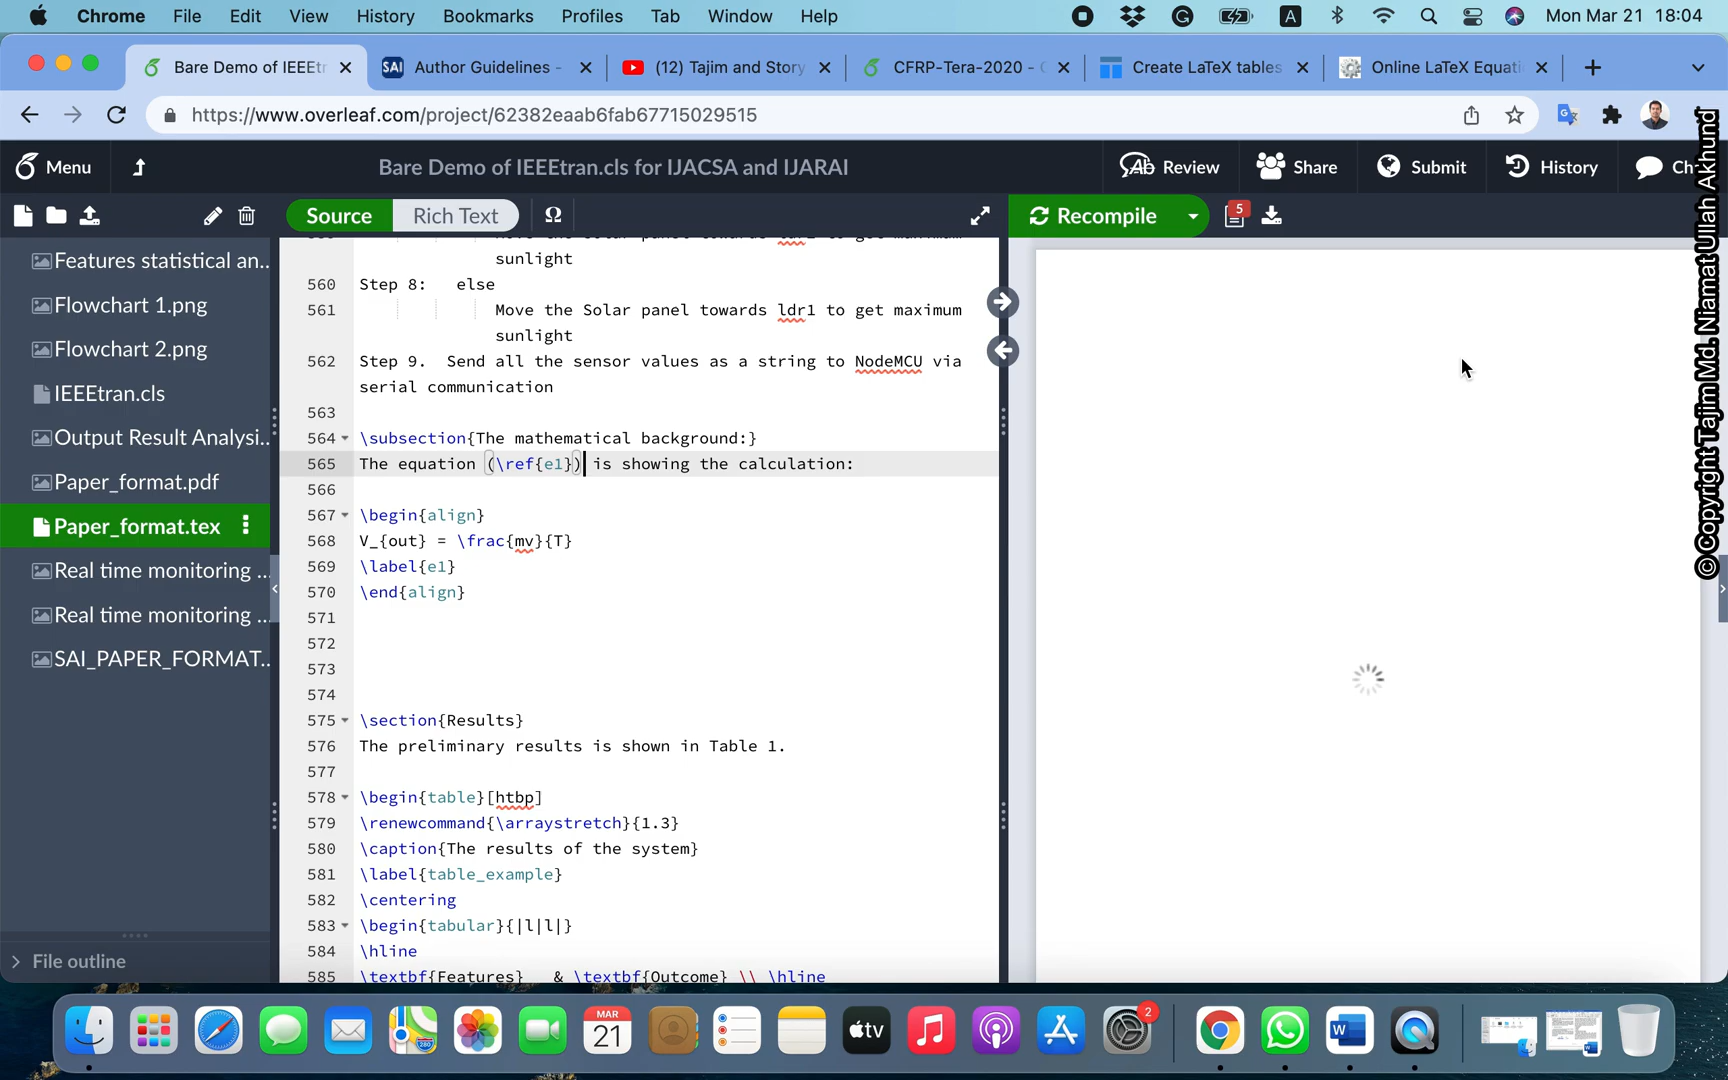 Chrome File Edit View History Bookmarks Profiles Tab Window Help A Mon Mar 21 18:04
Bare Demo of IEEEtr SAI Author Guidelines - (12) Tajim and Story CFRP-Tera-2020 - Create LaTeX tables Online LaTeX Equati
https://www.overleaf.com/project/62382eaab6fab67715029515
Menu Bare Demo of IEEEtran.cls for IJACSA and IJARAI Review Share Submit History Ch
Source Rich Text Ω Recompile 5
Features statistical an...
Flowchart 1.png
Flowchart 2.png
IEEEtran.cls
Output Result Analysi...
Paper_format.pdf
Paper_format.tex
Real time monitoring ...
Real time monitoring ...
SAI_PAPER_FORMAT...
File outline
sunlight
560 Step 8: else
561 Move the Solar panel towards ldr1 to get maximum
sunlight
562 Step 9. Send all the sensor values as a string to NodeMCU via
serial communication
563
564 \subsection{The mathematical background:}
565 The equation (\ref{e1}) is showing the calculation:
566
567 \begin{align}
568 V_{out} = \frac{mv}{T}
569 \label{e1}
570 \end{align}
571
572
573
574
575 \section{Results}
576 The preliminary results is shown in Table 1.
577
578 \begin{table}[htbp]
579 \renewcommand{\arraystretch}{1.3}
580 \caption{The results of the system}
581 \label{table_example}
582 \centering
583 \begin{tabular}{|l|l|}
584 \hline
585 \textbf{Features} & \textbf{Outcome} \\ \hline
©Copyright Tajim Md. Niamat Ullah Akhund
MAR
21
280
tv
2
W